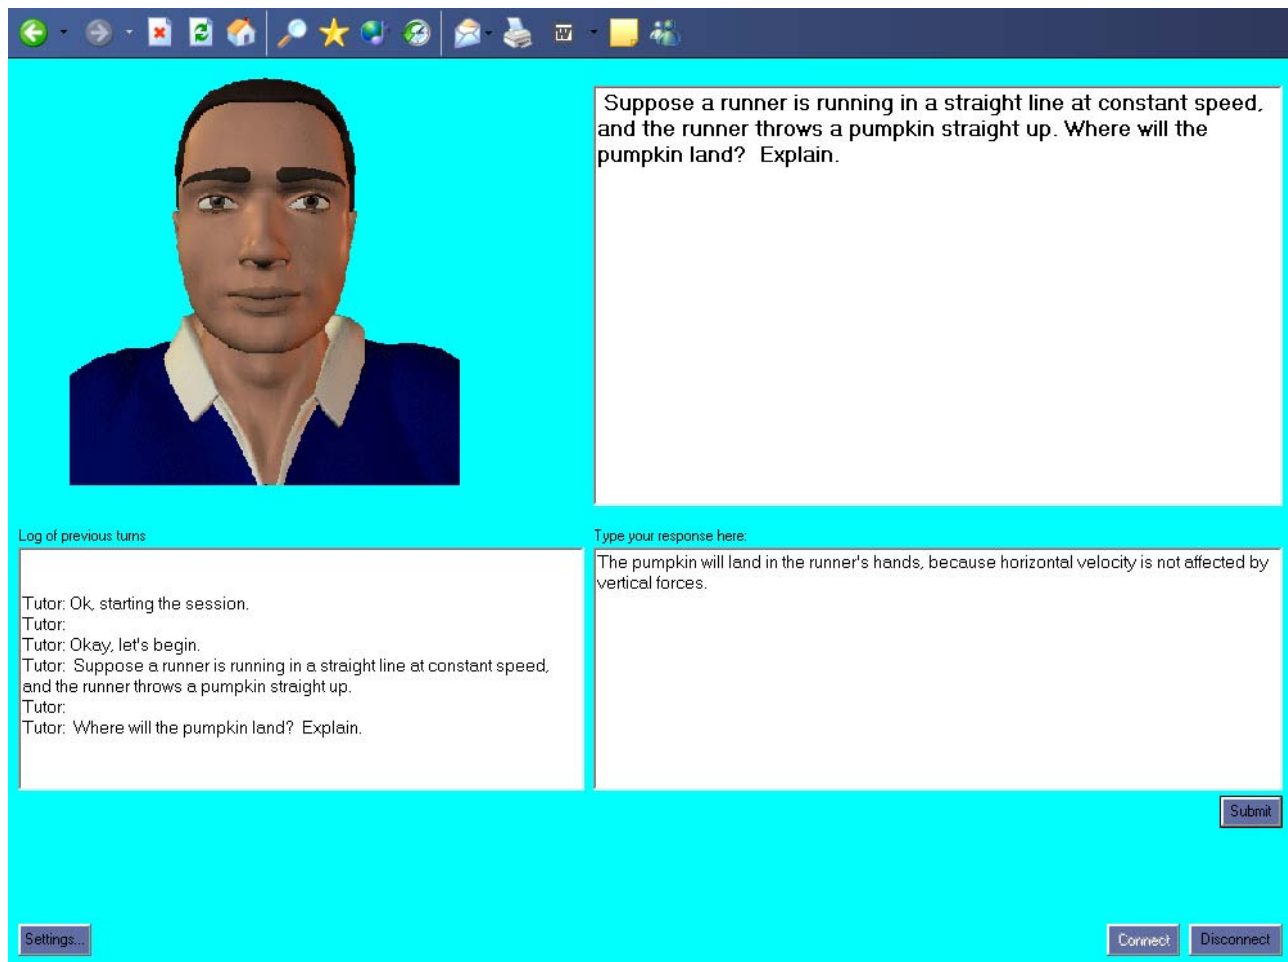 Suppose a runner is running in a straight line at constant speed,
and the runner throws a pumpkin straight up. Where will the
pumpkin land?  Explain.
Log of previous turns
Tutor: Ok, starting the session.
Tutor:
Tutor: Okay, let's begin.
Tutor:  Suppose a runner is running in a straight line at constant speed,
and the runner throws a pumpkin straight up.
Tutor:
Tutor:  Where will the pumpkin land?  Explain.
Type your response here:
The pumpkin will land in the runner's hands, because horizontal velocity is not affected by
vertical forces.
Submit
Settings...
Connect
Disconnect